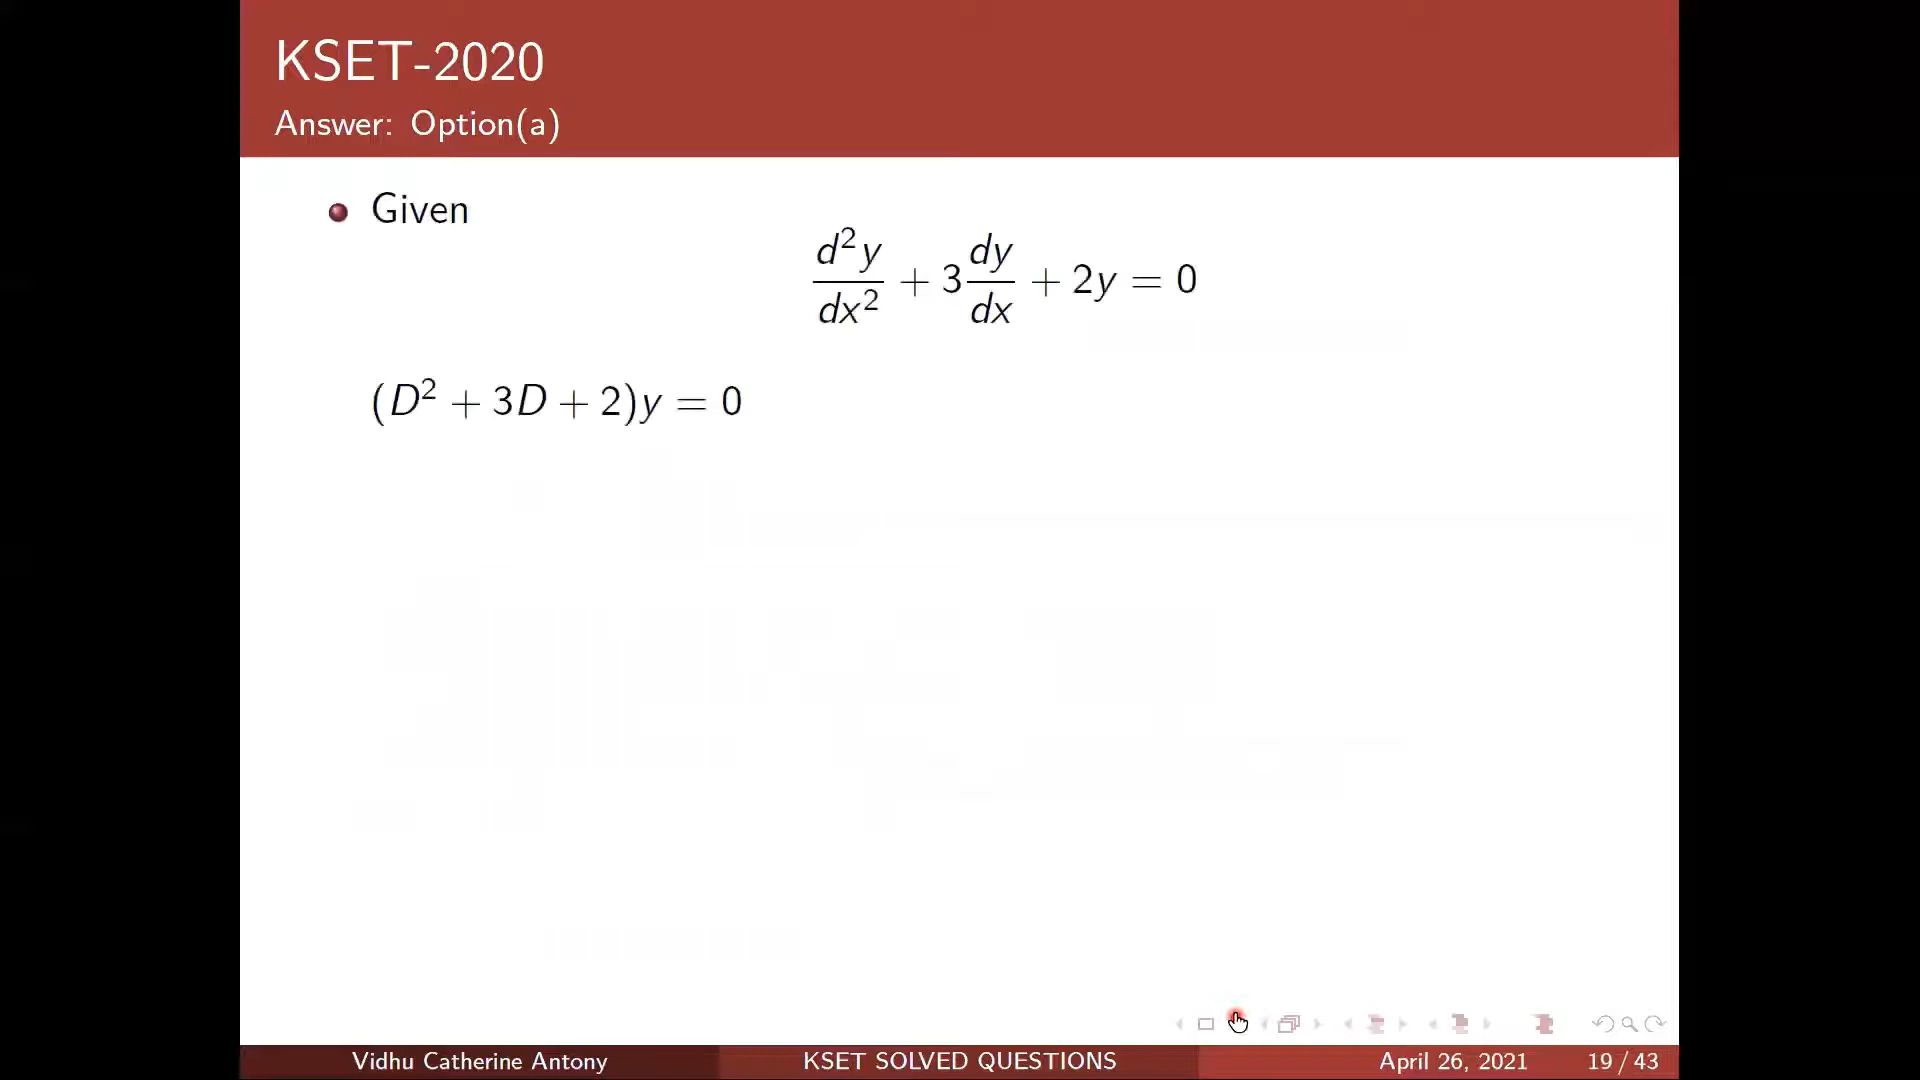 KSET-2020
Answer: Option(a)
Given
d²y/dx² + 3 dy/dx + 2y = 0
(D² + 3D + 2)y = 0
Vidhu Catherine Antony KSET SOLVED QUESTIONS April 26, 2021 19 / 43